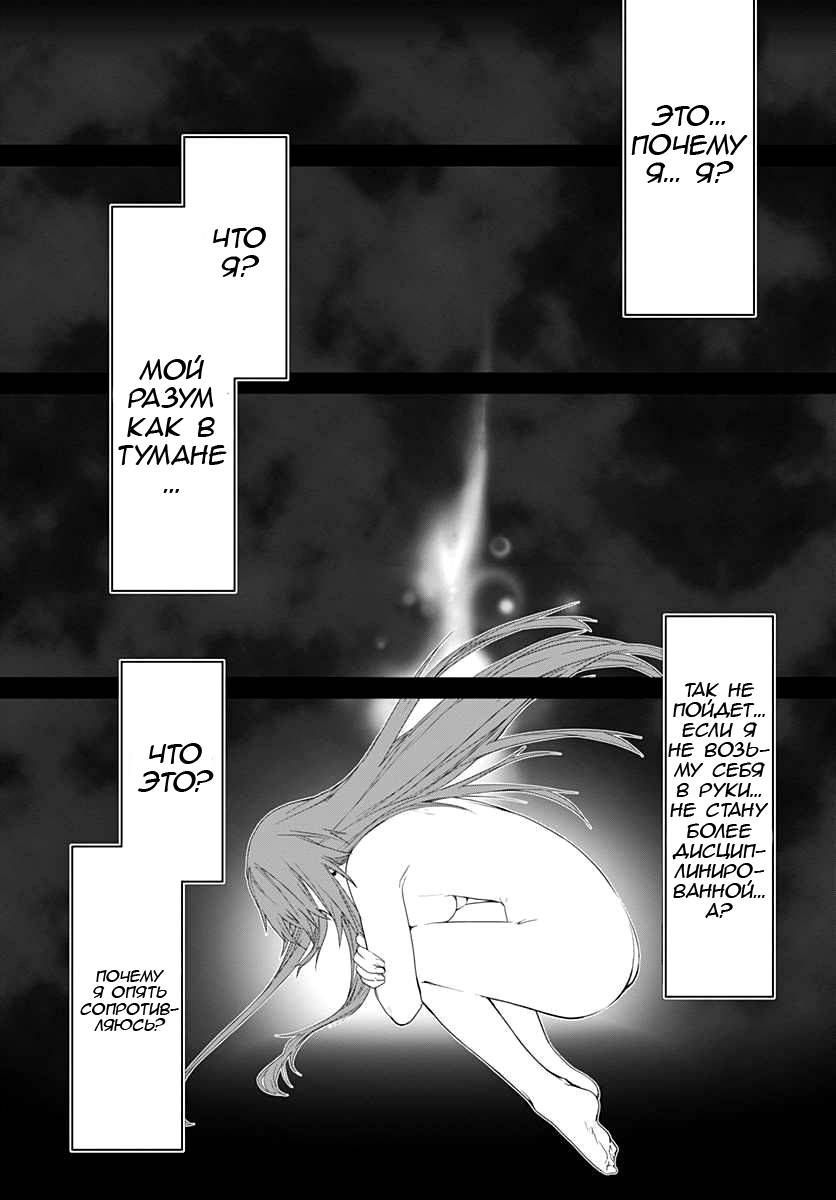 ЭТО...
ПОЧЕМУ
Я... Я?
ЧТО
Я?
МОЙ
РАЗУМ
КАК В
ТУМАНЕ
...
ТАК НЕ
ПОЙДЕТ...
ЕСЛИ Я
НЕ ВОЗЬ-
МУ СЕБЯ
В РУКИ...
НЕ СТАНУ
БОЛЕЕ
ДИСЦИП-
ЛИНИРО-
ВАННОЙ...
А?
ЧТО
ЭТО?
ПОЧЕМУ
Я ОПЯТЬ
СОПРОТИВ-
ЛЯЮСЬ?